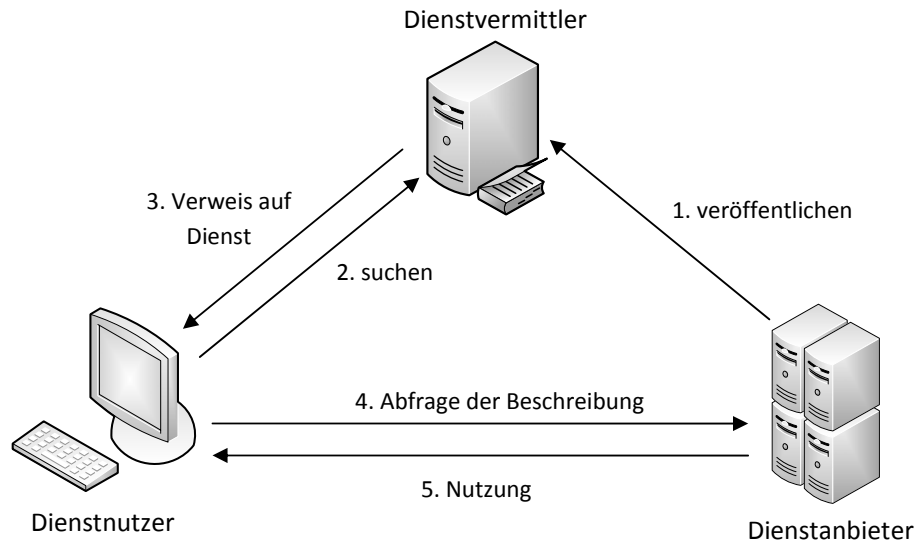 Dienstvermittler
3. Verweis auf
Dienst
1. veröffentlichen
2. suchen
4. Abfrage der Beschreibung
5. Nutzung
Dienstnutzer
Dienstanbieter